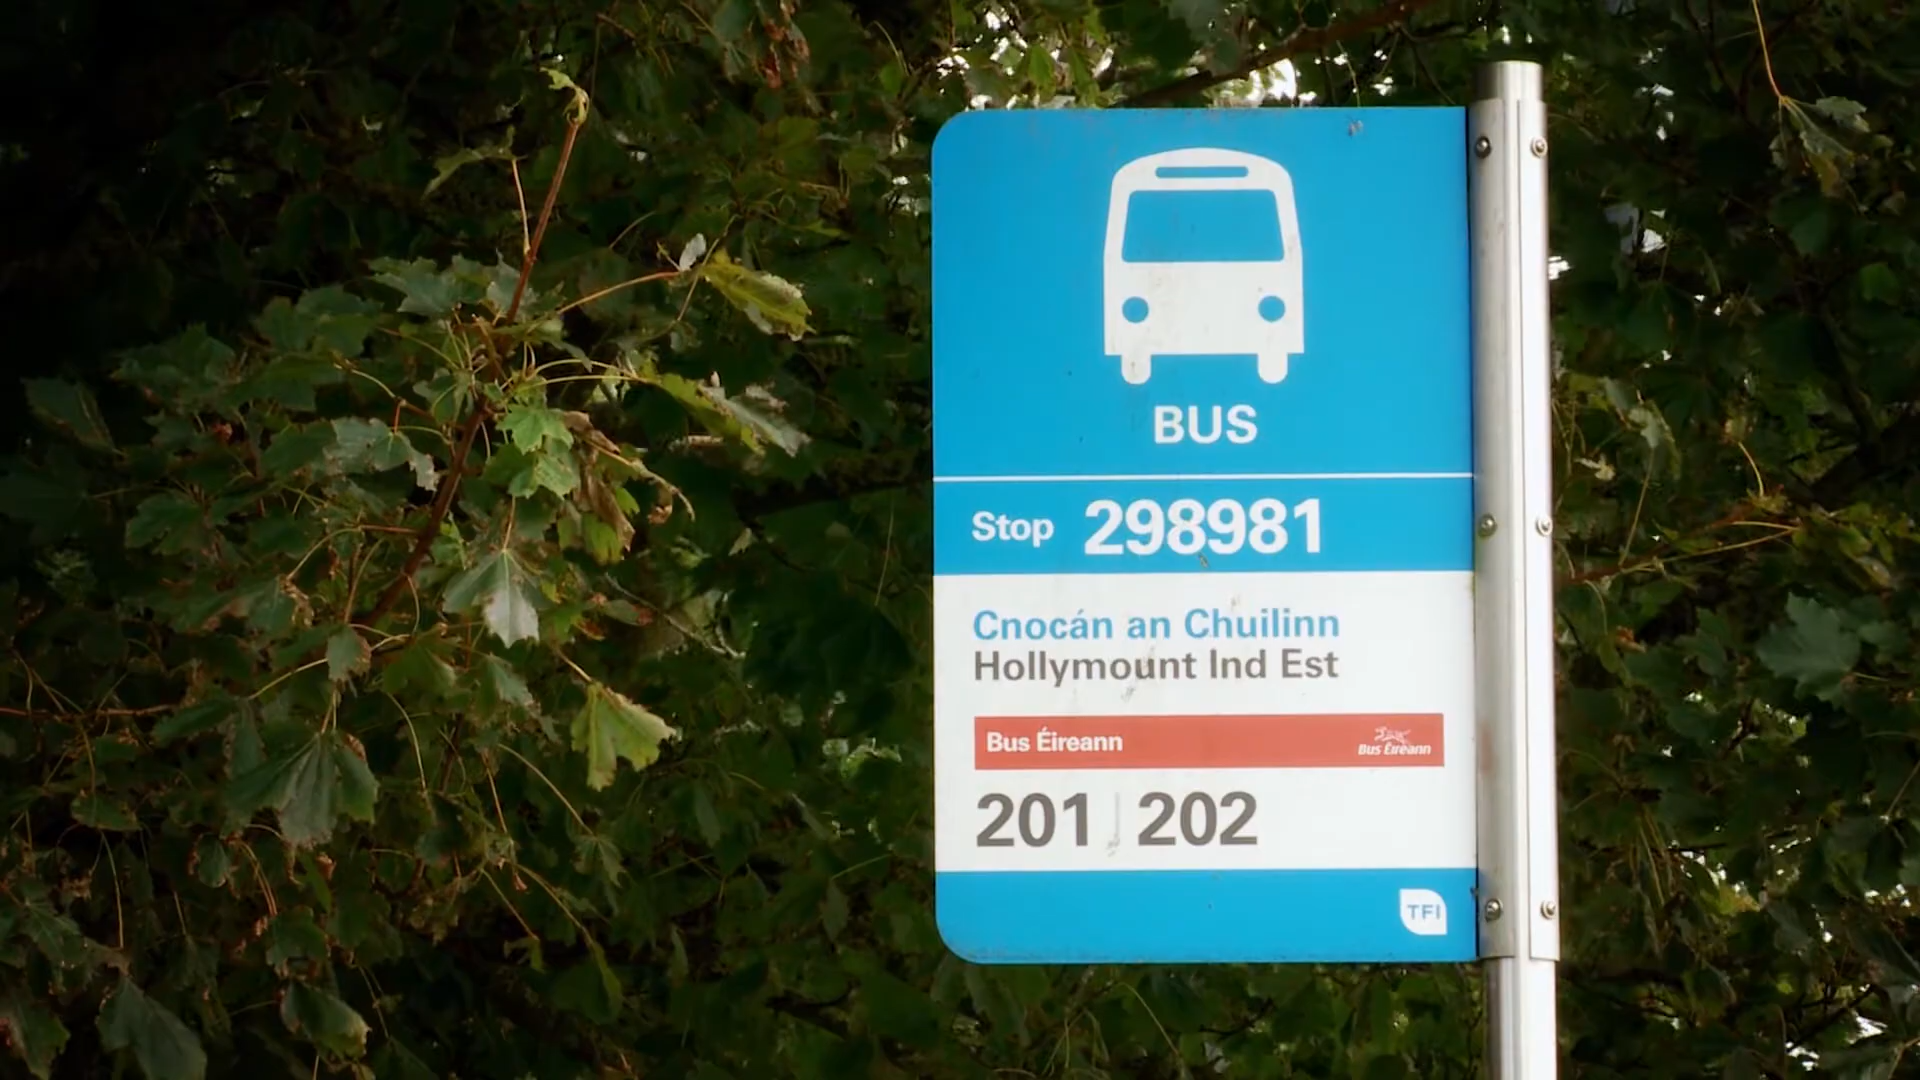 BUS
Stop 298981
Cnocán an Chuilinn
Hollymount Ind Est
Bus Éireann Bus Éireann
201 202
TFI